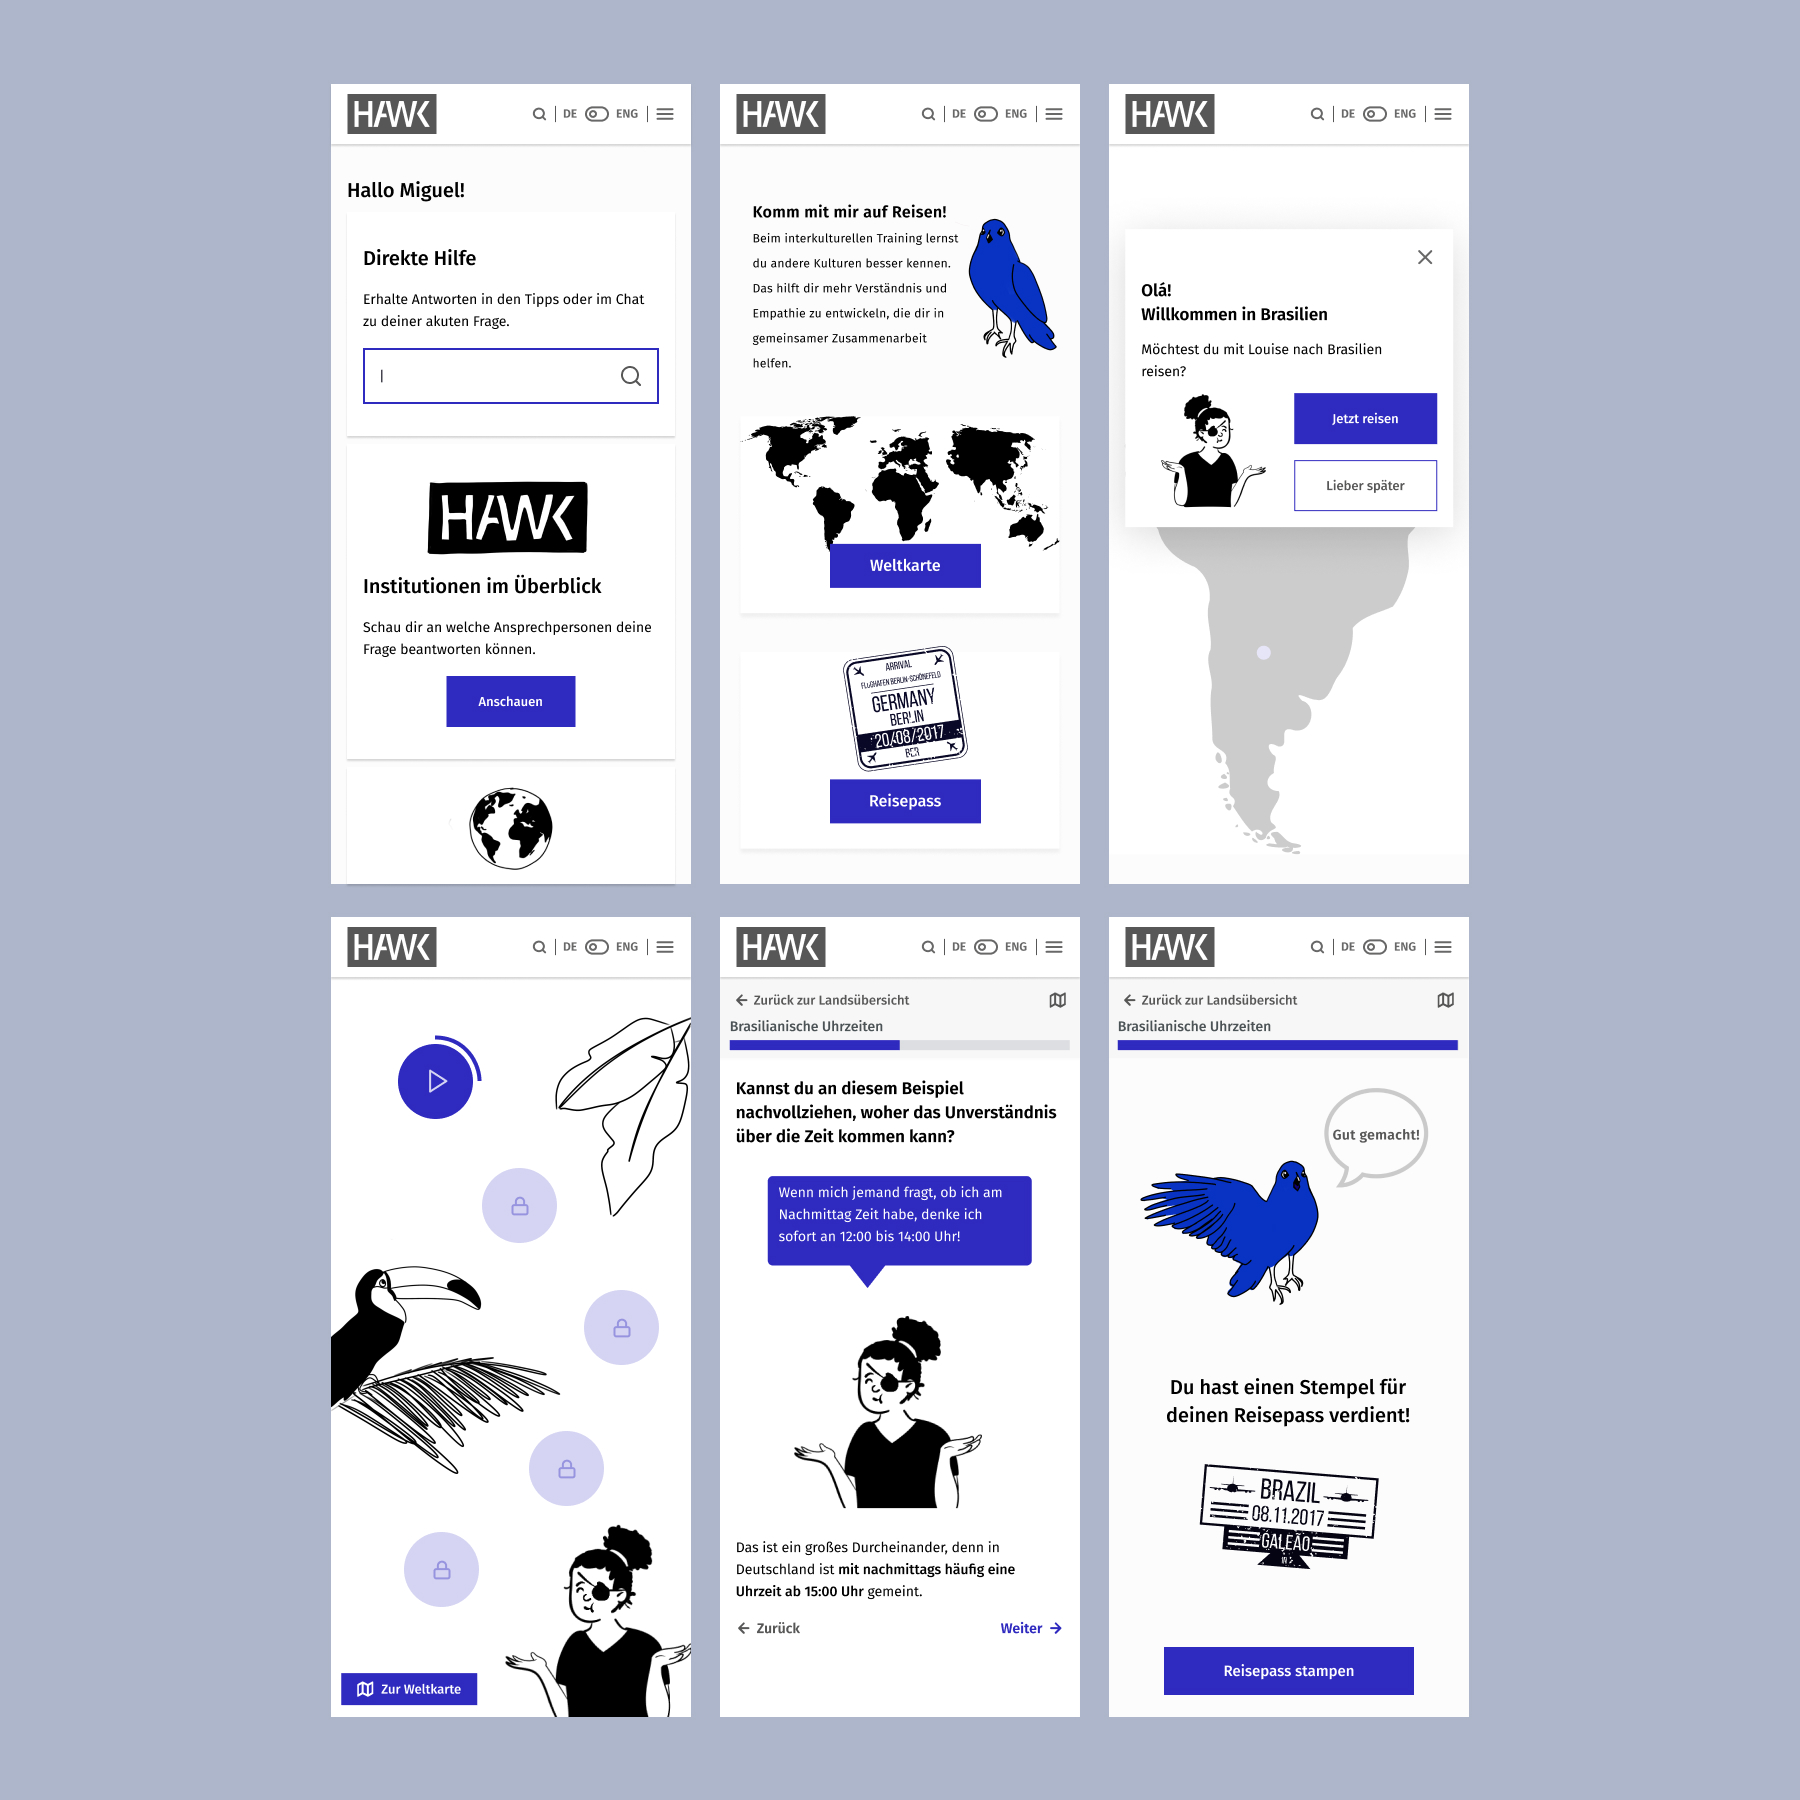 HAWK
DE ENG
Hallo Miguel!
Direkte Hilfe
Erhalte Antworten in den Tipps oder im Chat
zu deiner akuten Frage.
HAWK
Institutionen im Überblick
Schau dir an welche Ansprechpersonen deine
Frage beantworten können.
Anschauen
HAWK
DE ENG
Komm mit mir auf Reisen!
Beim interkulturellen Training lernst
du andere Kulturen besser kennen.
Das hilft dir mehr Verständnis und
Empathie zu entwickeln, die dir in
gemeinsamer Zusammenarbeit
helfen.
Weltkarte
ARRIVAL
FLUGHAFEN BERLIN-SCHÖNEFELD
GERMANY
BERLIN
20/08/2017
BER
Reisepass
HAWK
DE ENG
Olá!
Willkommen in Brasilien
Möchtest du mit Louise nach Brasilien
reisen?
Jetzt reisen
Lieber später
HAWK
DE ENG
Zur Weltkarte
HAWK
DE ENG
Zurück zur Landsübersicht
Brasilianische Uhrzeiten
Kannst du an diesem Beispiel
nachvollziehen, woher das Unverständnis
über die Zeit kommen kann?
Wenn mich jemand fragt, ob ich am
Nachmittag Zeit habe, denke ich
sofort an 12:00 bis 14:00 Uhr!
Das ist ein großes Durcheinander, denn in
Deutschland ist mit nachmittags häufig eine
Uhrzeit ab 15:00 Uhr gemeint.
Zurück Weiter
HAWK
DE ENG
Zurück zur Landsübersicht
Brasilianische Uhrzeiten
Gut gemacht!
Du hast einen Stempel für
deinen Reisepass verdient!
BRAZIL
08.11.2017
GALEÃO
Reisepass stampen